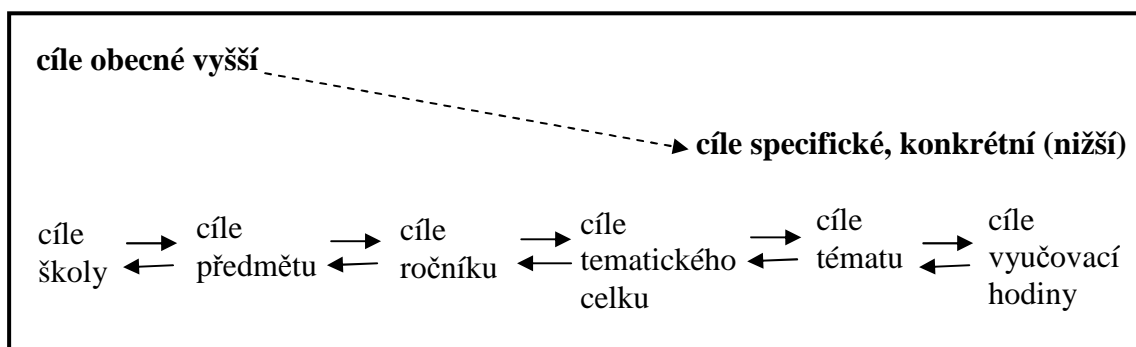 cíle obecné vyšší
cíle specifické, konkrétní (nižší)
cíle
školy
cíle
předmětu
cíle
ročníku
cíle
tematického
celku
cíle
tématu
cíle
vyučovací
hodiny